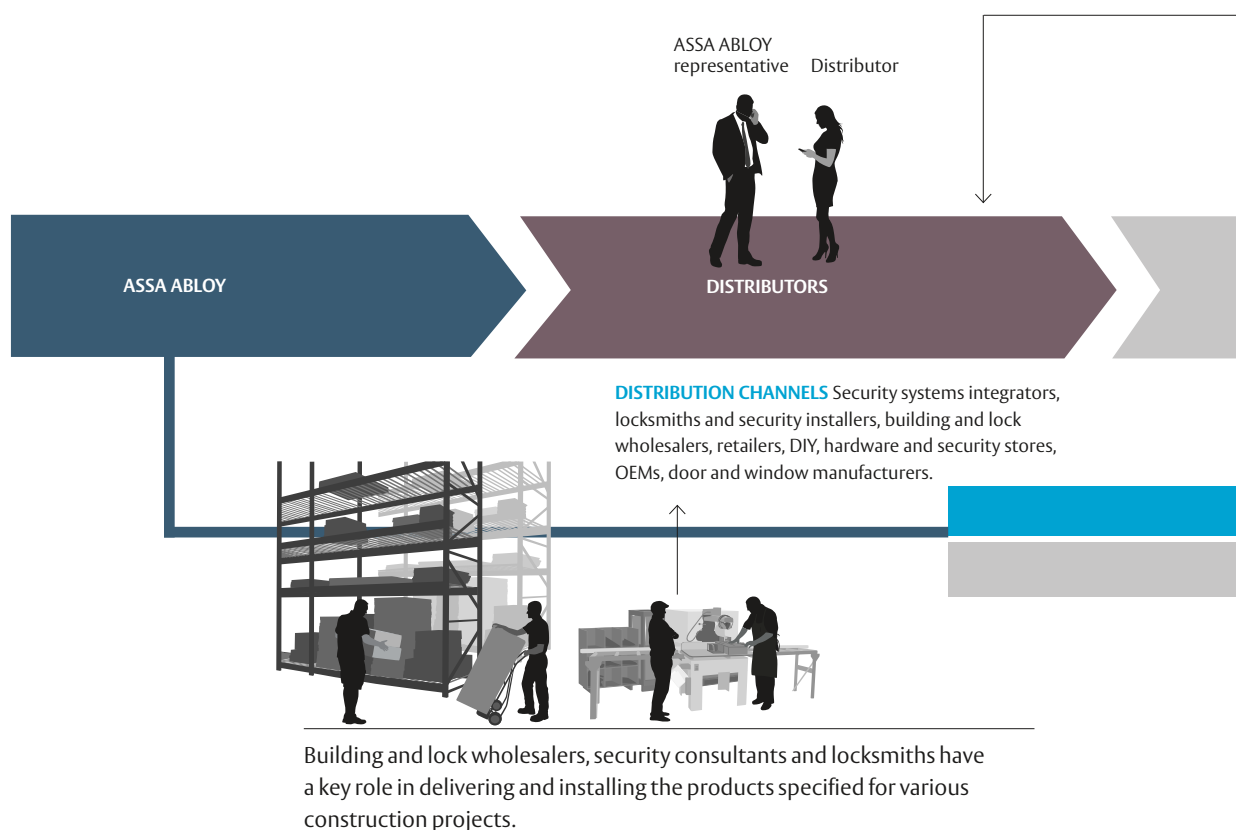 ASSA ABLOY
representative
Distributor
ASSA ABLOY
DISTRIBUTORS
DISTRIBUTION CHANNELS Security systems integrators,
locksmiths and security installers, building and lock
wholesalers, retailers, DIY, hardware and security stores,
OEMs, door and window manufacturers.
Building and lock wholesalers, security consultants and locksmiths have
a key role in delivering and installing the products specified for various
construction projects.